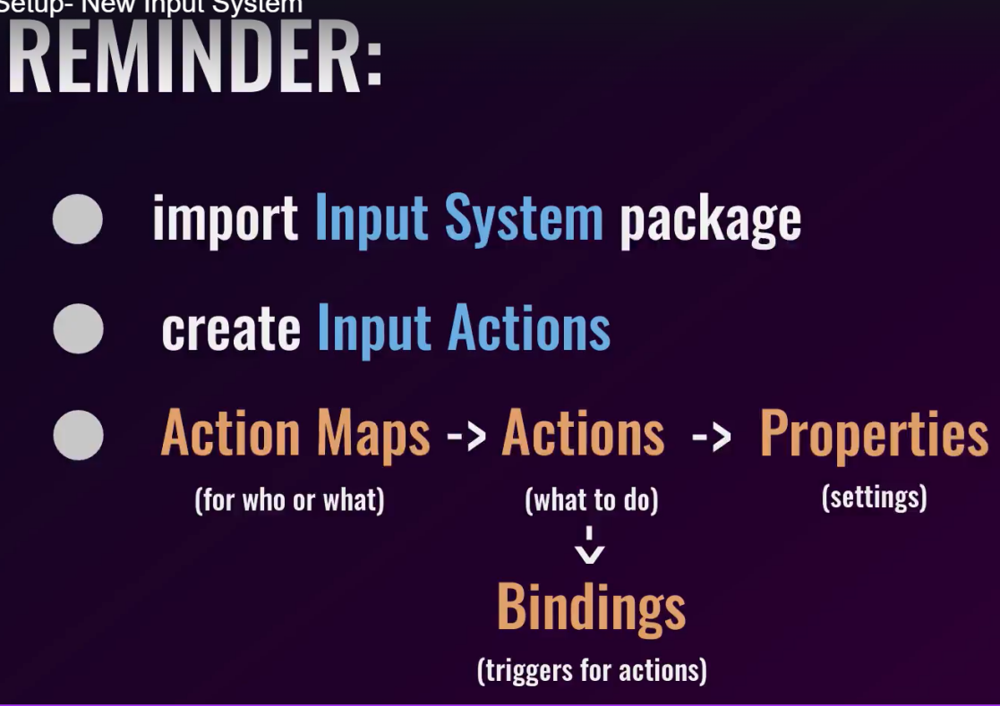 Setup- New Input System
REMINDER:
import Input System package
create Input Actions
Action Maps -> Actions -> Properties
(for who or what) (what to do) (settings)
Bindings
(triggers for actions)